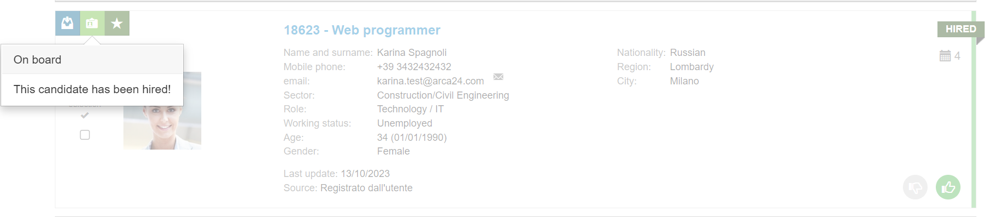 18623 - Web programmer
HIRED
On board
This candidate has been hired!
Name and surname: Karina Spagnoli
Mobile phone: +39 3432432432
email: karina.test@arca24.com
Sector: Construction/Civil Engineering
Role: Technology / IT
Working status: Unemployed
Age: 34 (01/01/1990)
Gender: Female
Nationality: Russian
Region: Lombardy
City: Milano
4
Last update: 13/10/2023
Source: Registrato dall'utente